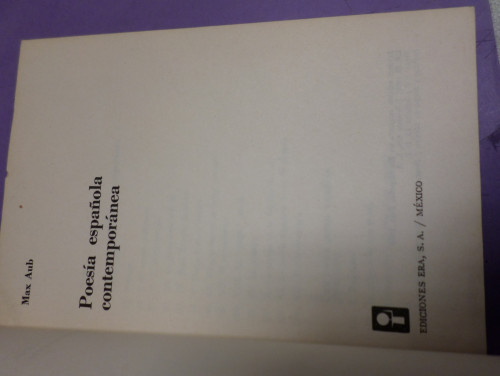 Max Aub
Poesía española
contemporánea
EDICIONES ERA, S. A. / MÉXICO